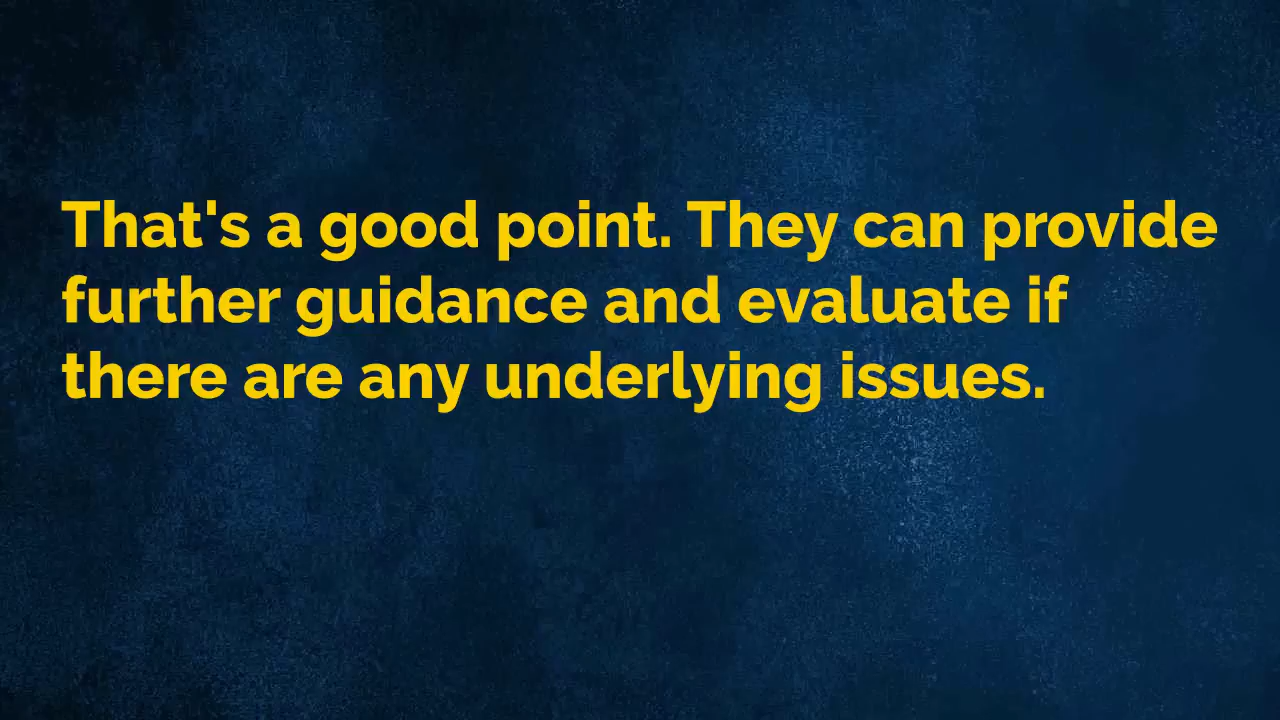 That's a good point. They can provide
further guidance and evaluate if
there are any underlying issues.